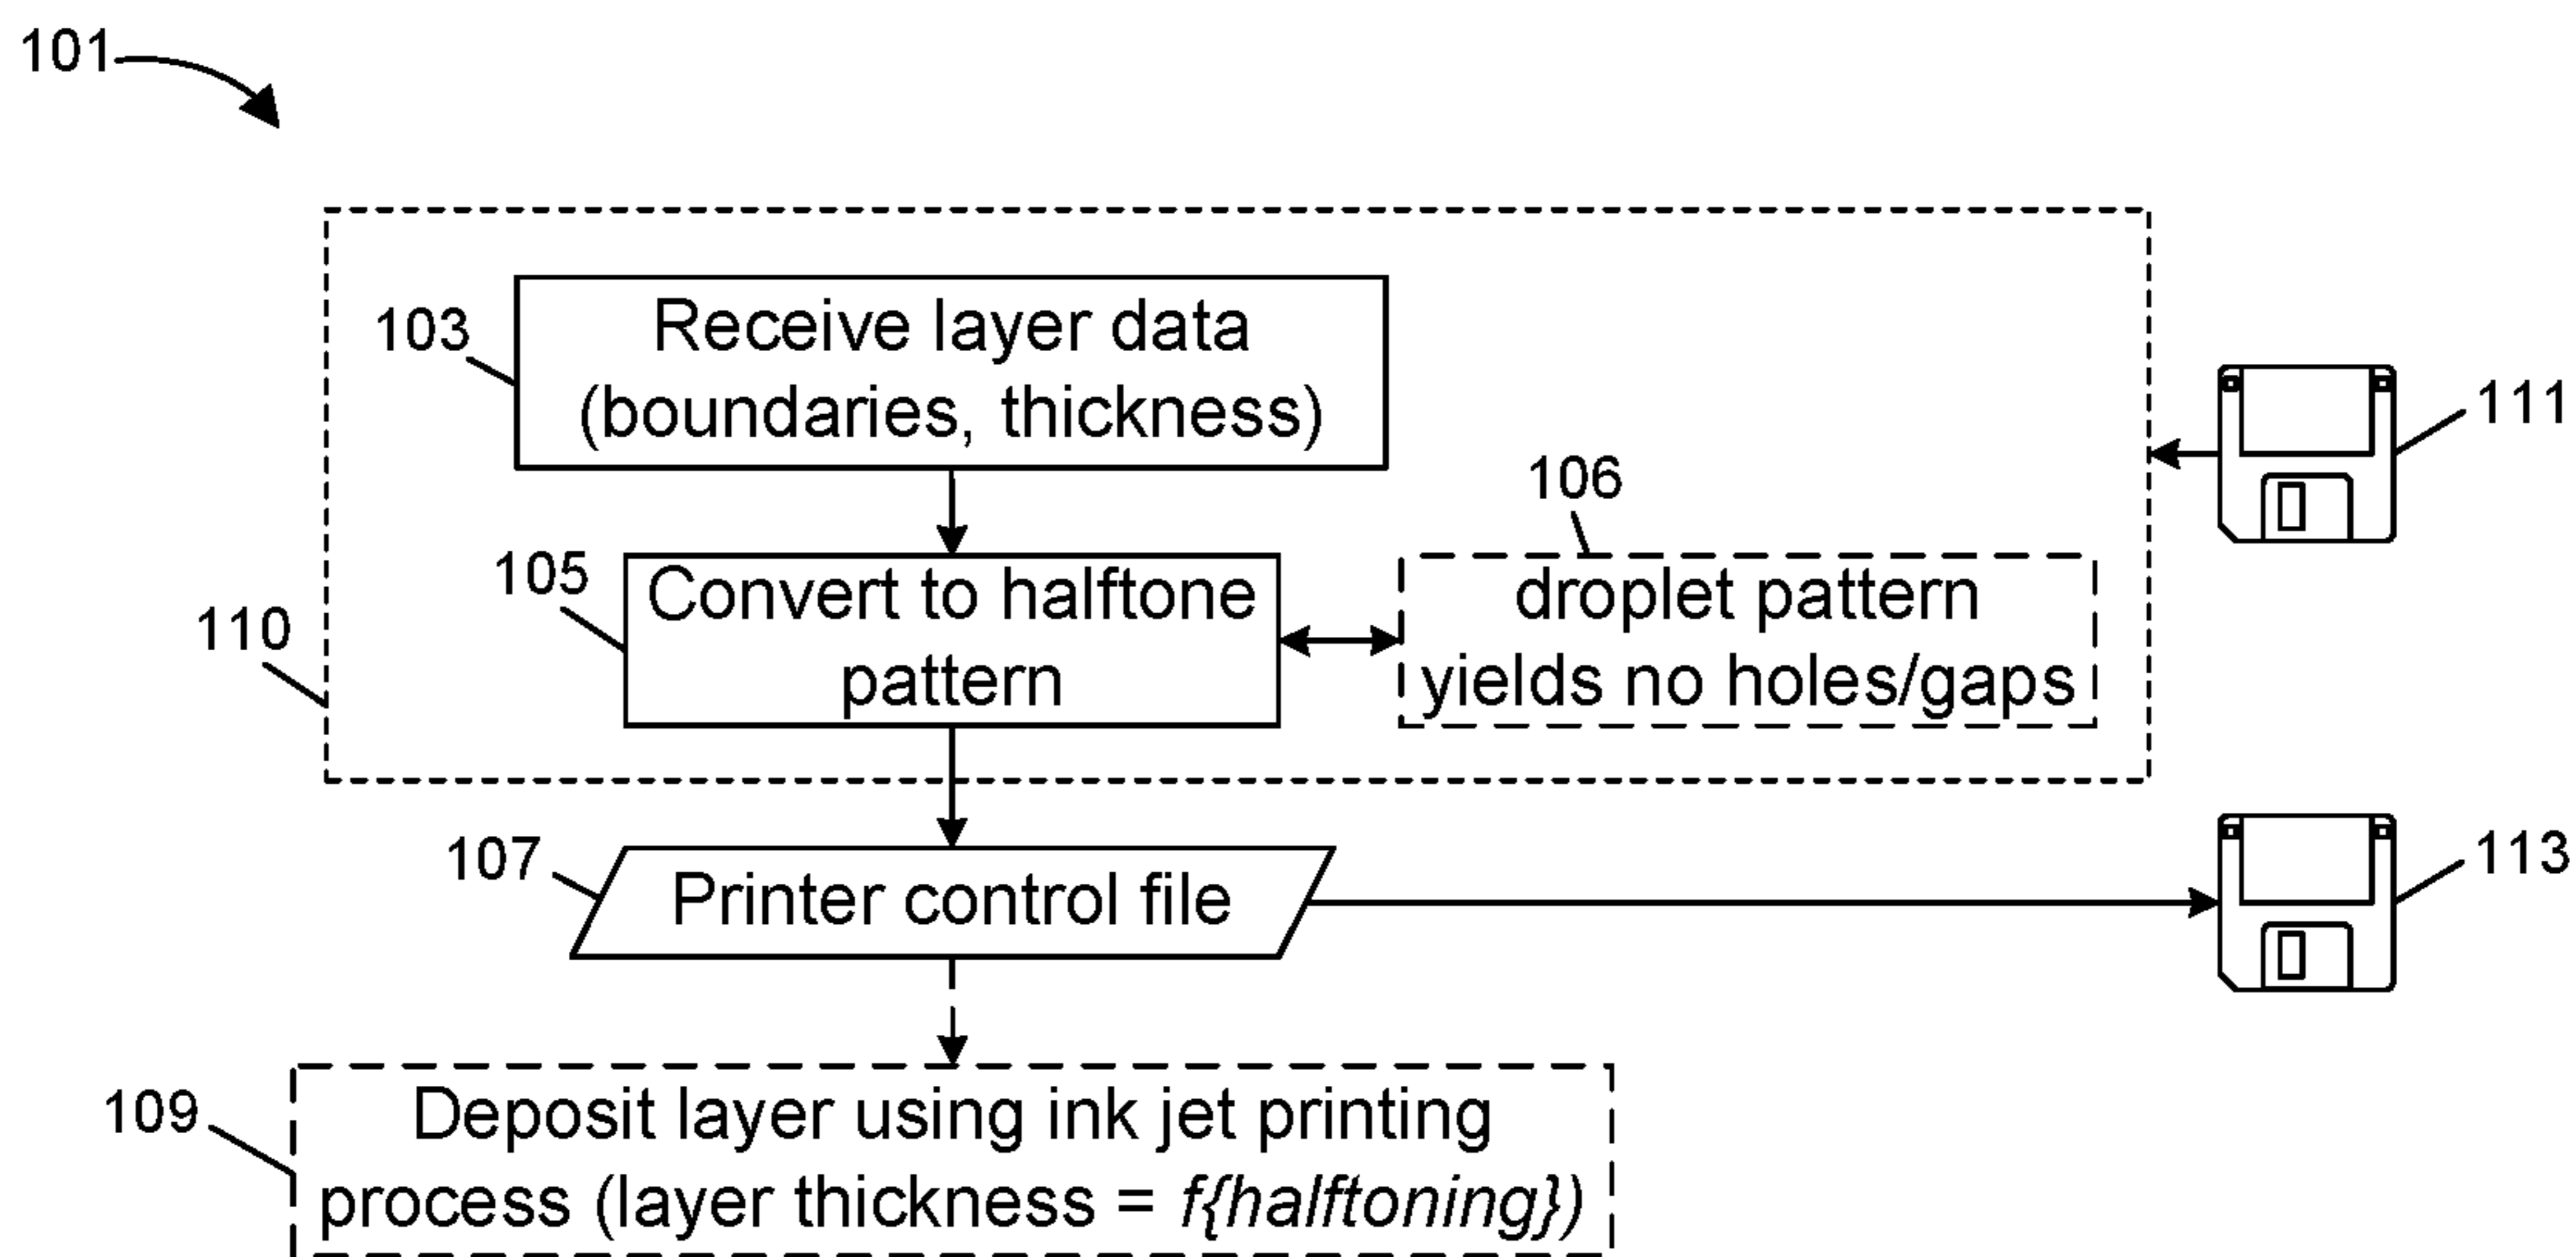 101
103
Receive layer data
(boundaries, thickness)
111
106
105
Convert to halftone
pattern
droplet pattern
yields no holes/gaps
110
107
Printer control file
113
109
Deposit layer using ink jet printing
process (layer thickness = f{halftoning})